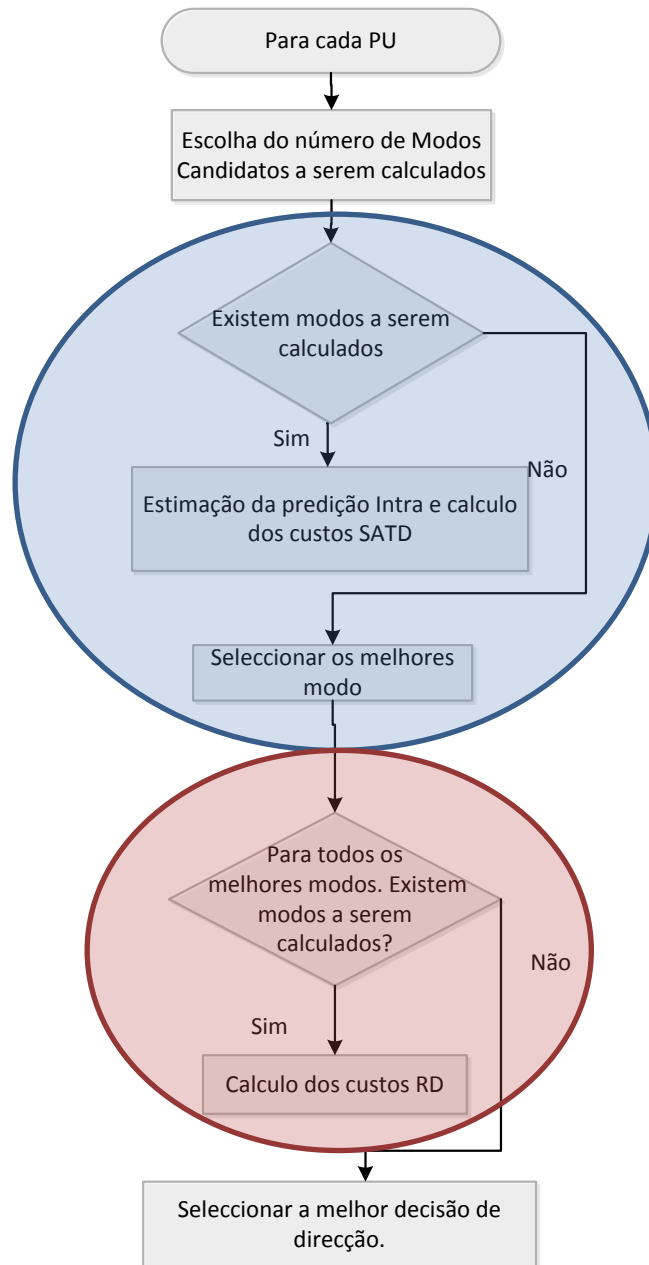 Para cada PU
Escolha do número de Modos
Candidatos a serem calculados
Existem modos a serem
calculados
Sim
Não
Estimação da predição Intra e calculo
dos custos SATD
Seleccionar os melhores
modo
Para todos os
melhores modos. Existem
modos a serem
calculados?
Não
Sim
Calculo dos custos RD
Seleccionar a melhor decisão de
direcção.